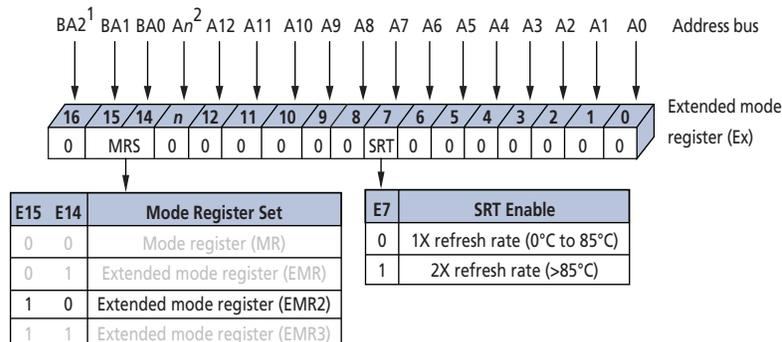 BA2¹ BA1 BA0 An² A12 A11 A10 A9 A8 A7 A6 A5 A4 A3 A2 A1 A0 Address bus
16 15 14 n 12 11 10 9 8 7 6 5 4 3 2 1 0 Extended mode
0 MRS 0 0 0 0 0 0 SRT 0 0 0 0 0 0 0 register (Ex)
E15 E14 Mode Register Set
0 0 Mode register (MR)
0 1 Extended mode register (EMR)
1 0 Extended mode register (EMR2)
1 1 Extended mode register (EMR3)
E7 SRT Enable
0 1X refresh rate (0°C to 85°C)
1 2X refresh rate (>85°C)